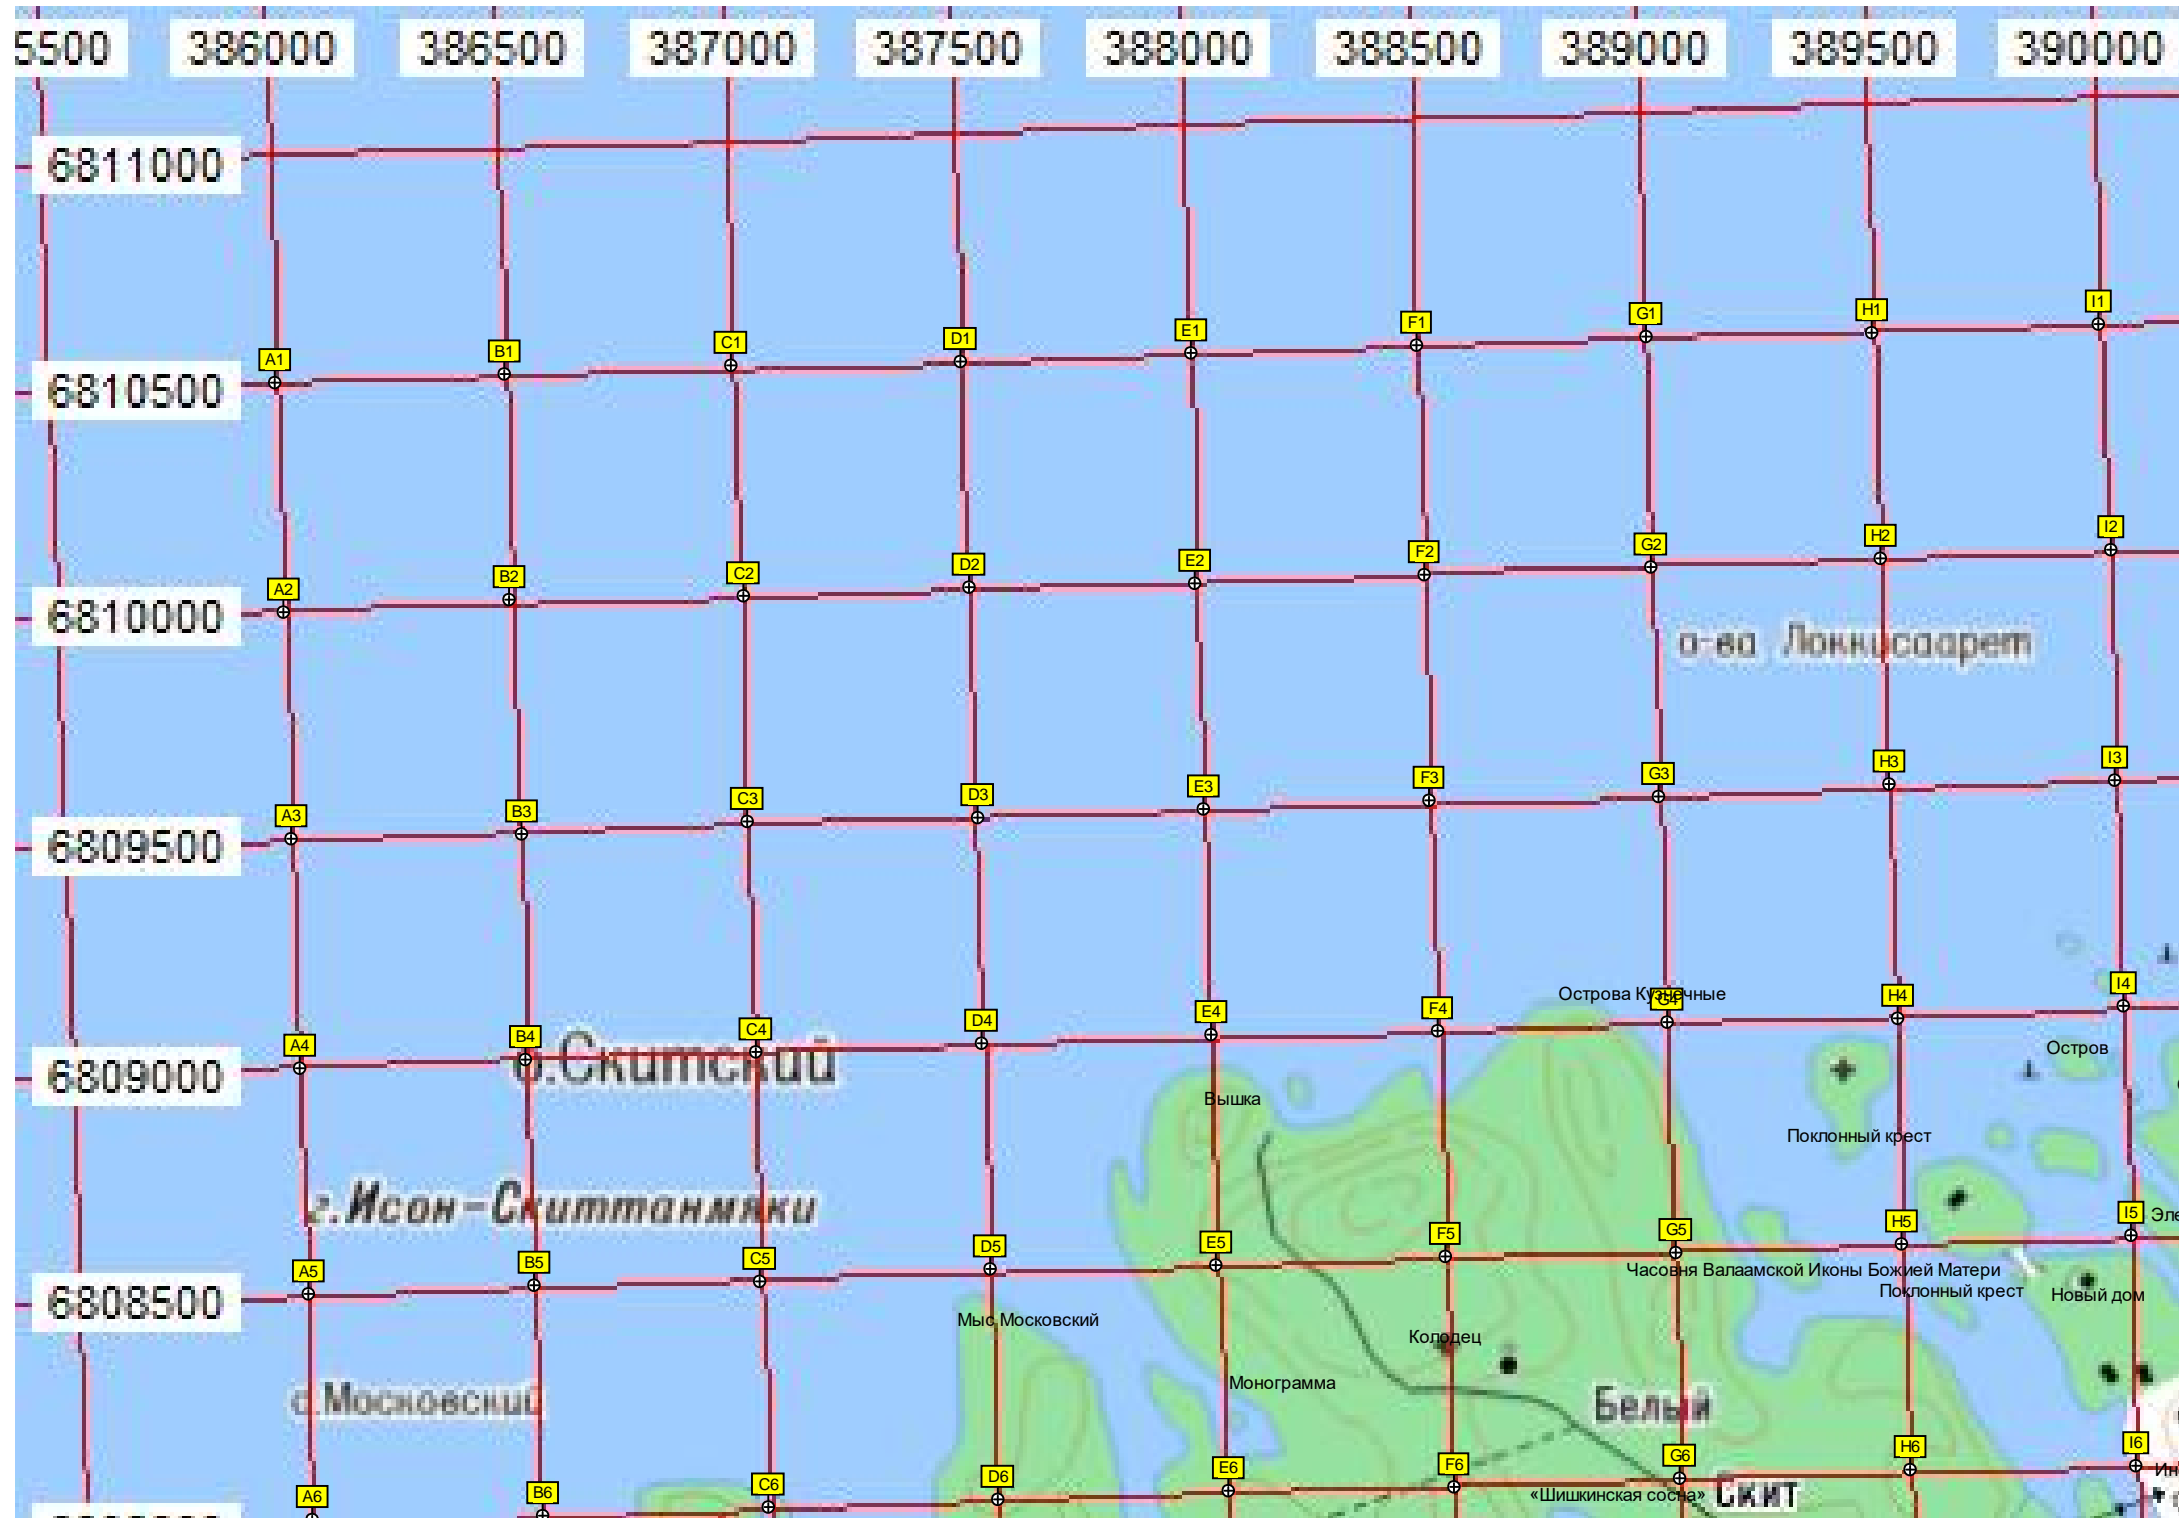 5500 386000 386500 387000 387500 388000 388500 389000 389500 390000
6811000
A1 B1 C1 D1 E1 F1 G1 H1 I1
6810500
A2 B2 C2 D2 E2 F2 G2 H2 I2
6810000
о-ва Локкисаарет
A3 B3 C3 D3 E3 F3 G3 H3 I3
6809500
Острова Кузнечные
A4 B4 C4 D4 E4 F4 G4 H4 I4
о.Скитский
Остров
6809000
Вышка
Поклонный крест
г.Исон-Скиттанмяки
A5 B5 C5 D5 E5 F5 G5 H5 I5
Эле
Часовня Валаамской Иконы Божией Матери
Поклонный крест
Новый дом
6808500
Мыс Московский
Колодец
Монограмма
о.Московский
Белый
A6 B6 C6 D6 E6 F6 G6 H6 I6
Ин
«Шишкинская сосна»
Скит